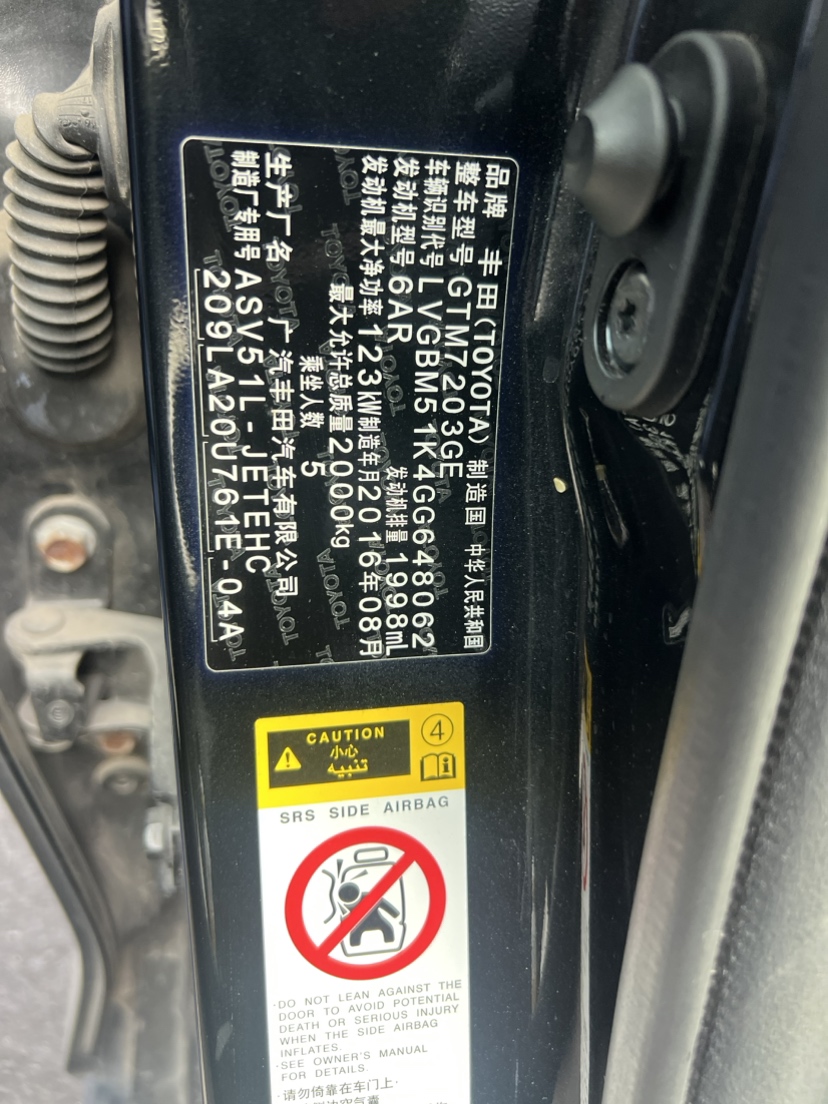 品牌 丰田(TOYOTA) 制造国 中华人民共和国
整车型号 GTM7203GE
车辆识别代号 LVGBM51K4GG648062
发动机型号 6AR 发动机排量 1998mL
发动机最大净功率 123kW 制造年月 2016年08月
最大允许总质量 2000kg
乘坐人数 5
生产厂名 广汽丰田汽车有限公司
制造厂专用号 ASV51L-JETEHC
209LA20U761E-04A
CAUTION
小心
تنبيه
4
SRS SIDE AIRBAG
·DO NOT LEAN AGAINST THE
DOOR TO AVOID POTENTIAL
DEATH OR SERIOUS INJURY
WHEN THE SIDE AIRBAG
INFLATES.
·SEE OWNER'S MANUAL
FOR DETAILS.
·请勿倚靠在车门上·